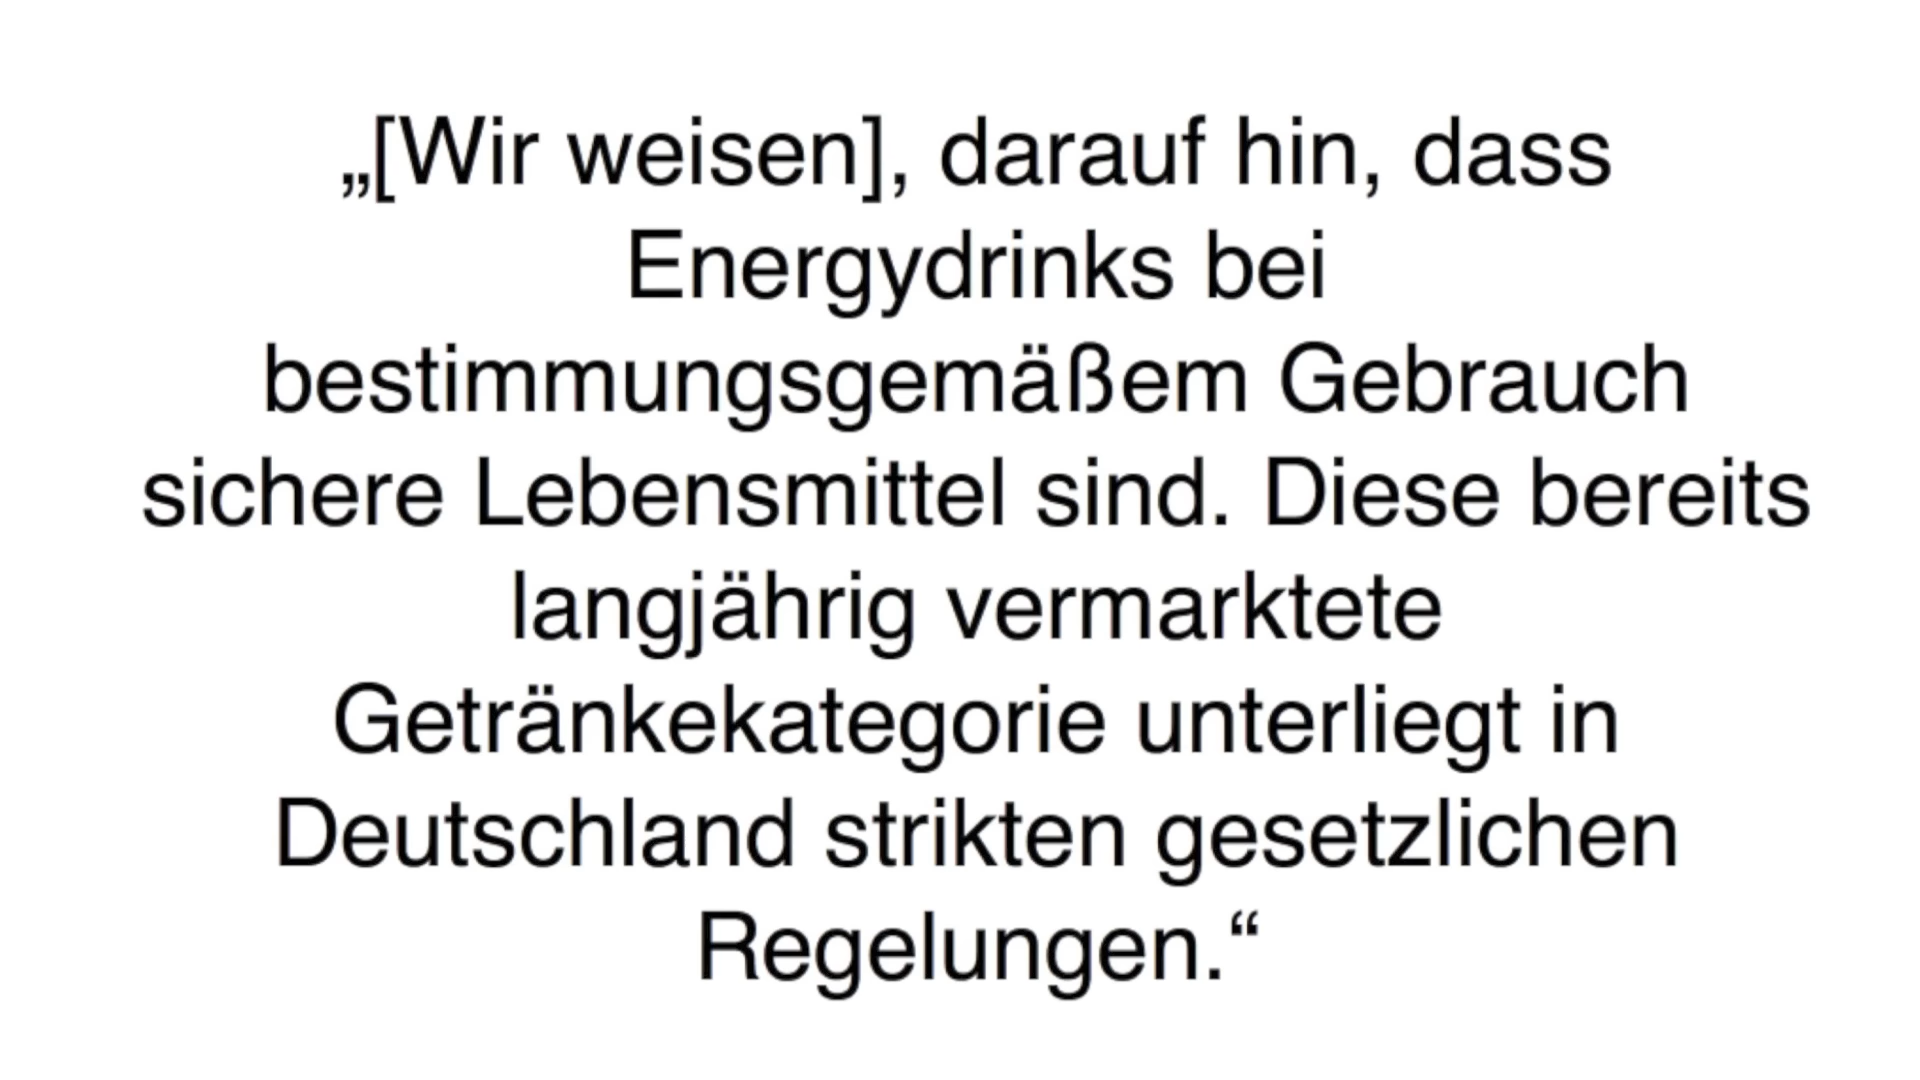 „[Wir weisen], darauf hin, dass
Energydrinks bei
bestimmungsgemäßem Gebrauch
sichere Lebensmittel sind. Diese bereits
langjährig vermarktete
Getränkekategorie unterliegt in
Deutschland strikten gesetzlichen
Regelungen.“